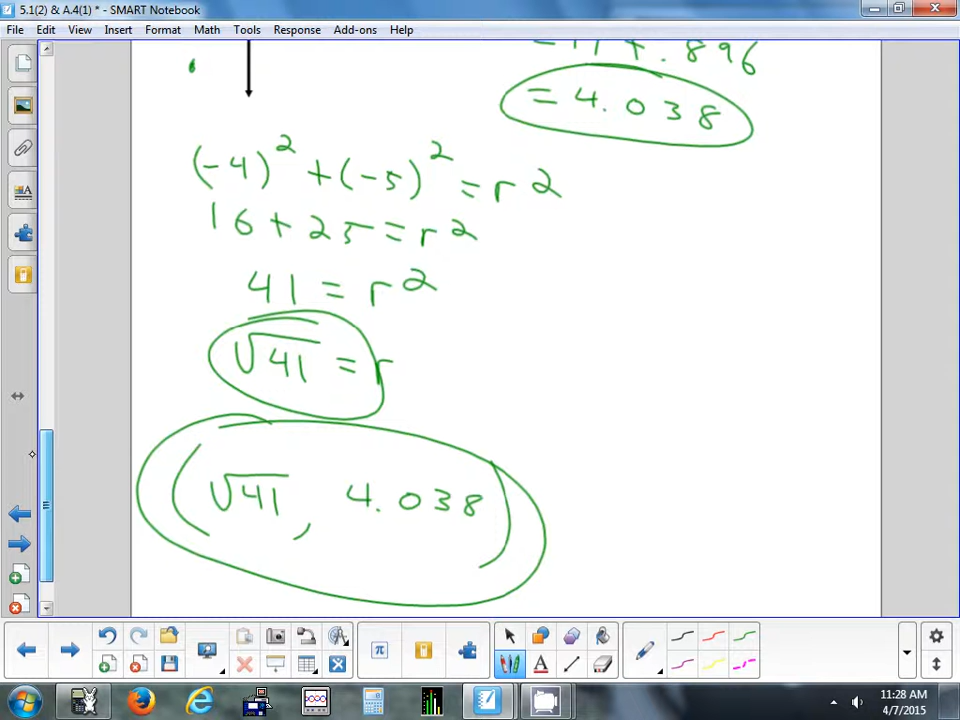 5.1(2) & A.4(1) * - SMART Notebook
File Edit View Insert Format Math Tools Response Add-ons Help
= π + .896
= 4.038
(-4)² + (-5)² = r²
16 + 25 = r²
41 = r²
√41 = r
(√41, 4.038)
11:28 AM
4/7/2015